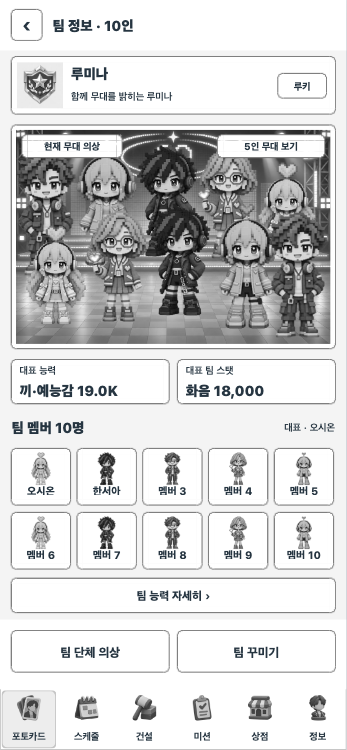 팀 정보 · 10인
루미나
함께 무대를 밝히는 루미나
루키
현재 무대 의상
5인 무대 보기
대표 능력
끼·예능감 19.0K
대표 팀 스탯
화음 18,000
팀 멤버 10명
대표 · 오시온
오시온
한서아
멤버 3
멤버 4
멤버 5
멤버 6
멤버 7
멤버 8
멤버 9
멤버 10
팀 능력 자세히 ›
팀 단체 의상
팀 꾸미기
포토카드
스케줄
건설
미션
상점
정보